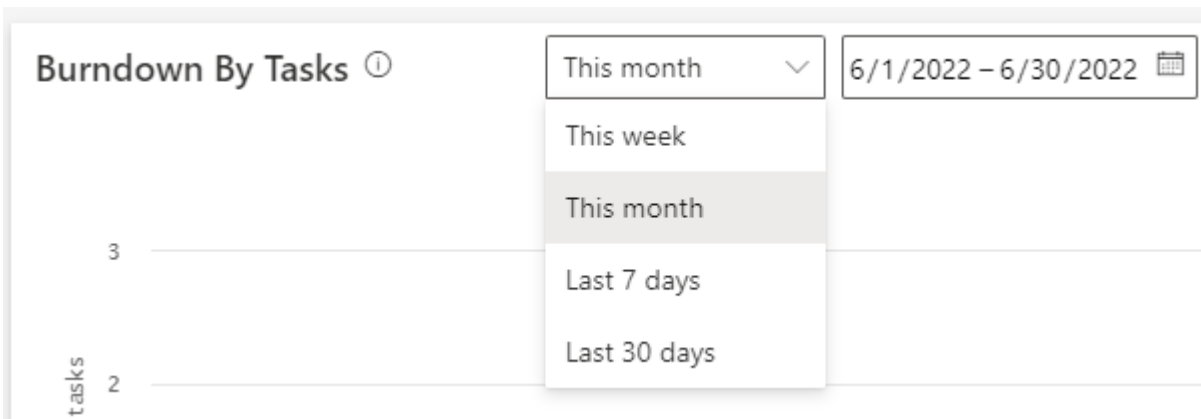 Burndown By Tasks
This month
6/1/2022 – 6/30/2022
This week
This month
Last 7 days
Last 30 days
3
2
tasks